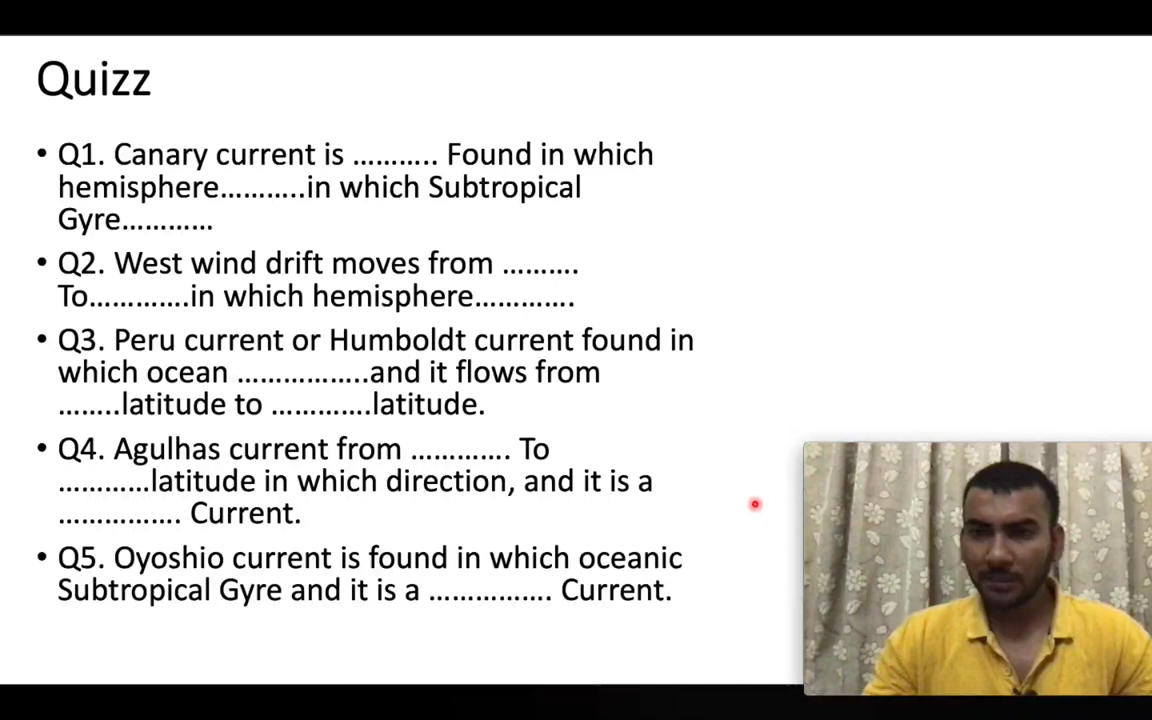 Quizz
• Q1. Canary current is ……….. Found in which
hemisphere………..in which Subtropical
Gyre…………
• Q2. West wind drift moves from ……….
To………….in which hemisphere………….
• Q3. Peru current or Humboldt current found in
which ocean ……………..and it flows from
……..latitude to ………….latitude.
• Q4. Agulhas current from …………. To
…………latitude in which direction, and it is a
……………. Current.
• Q5. Oyoshio current is found in which oceanic
Subtropical Gyre and it is a ……………. Current.